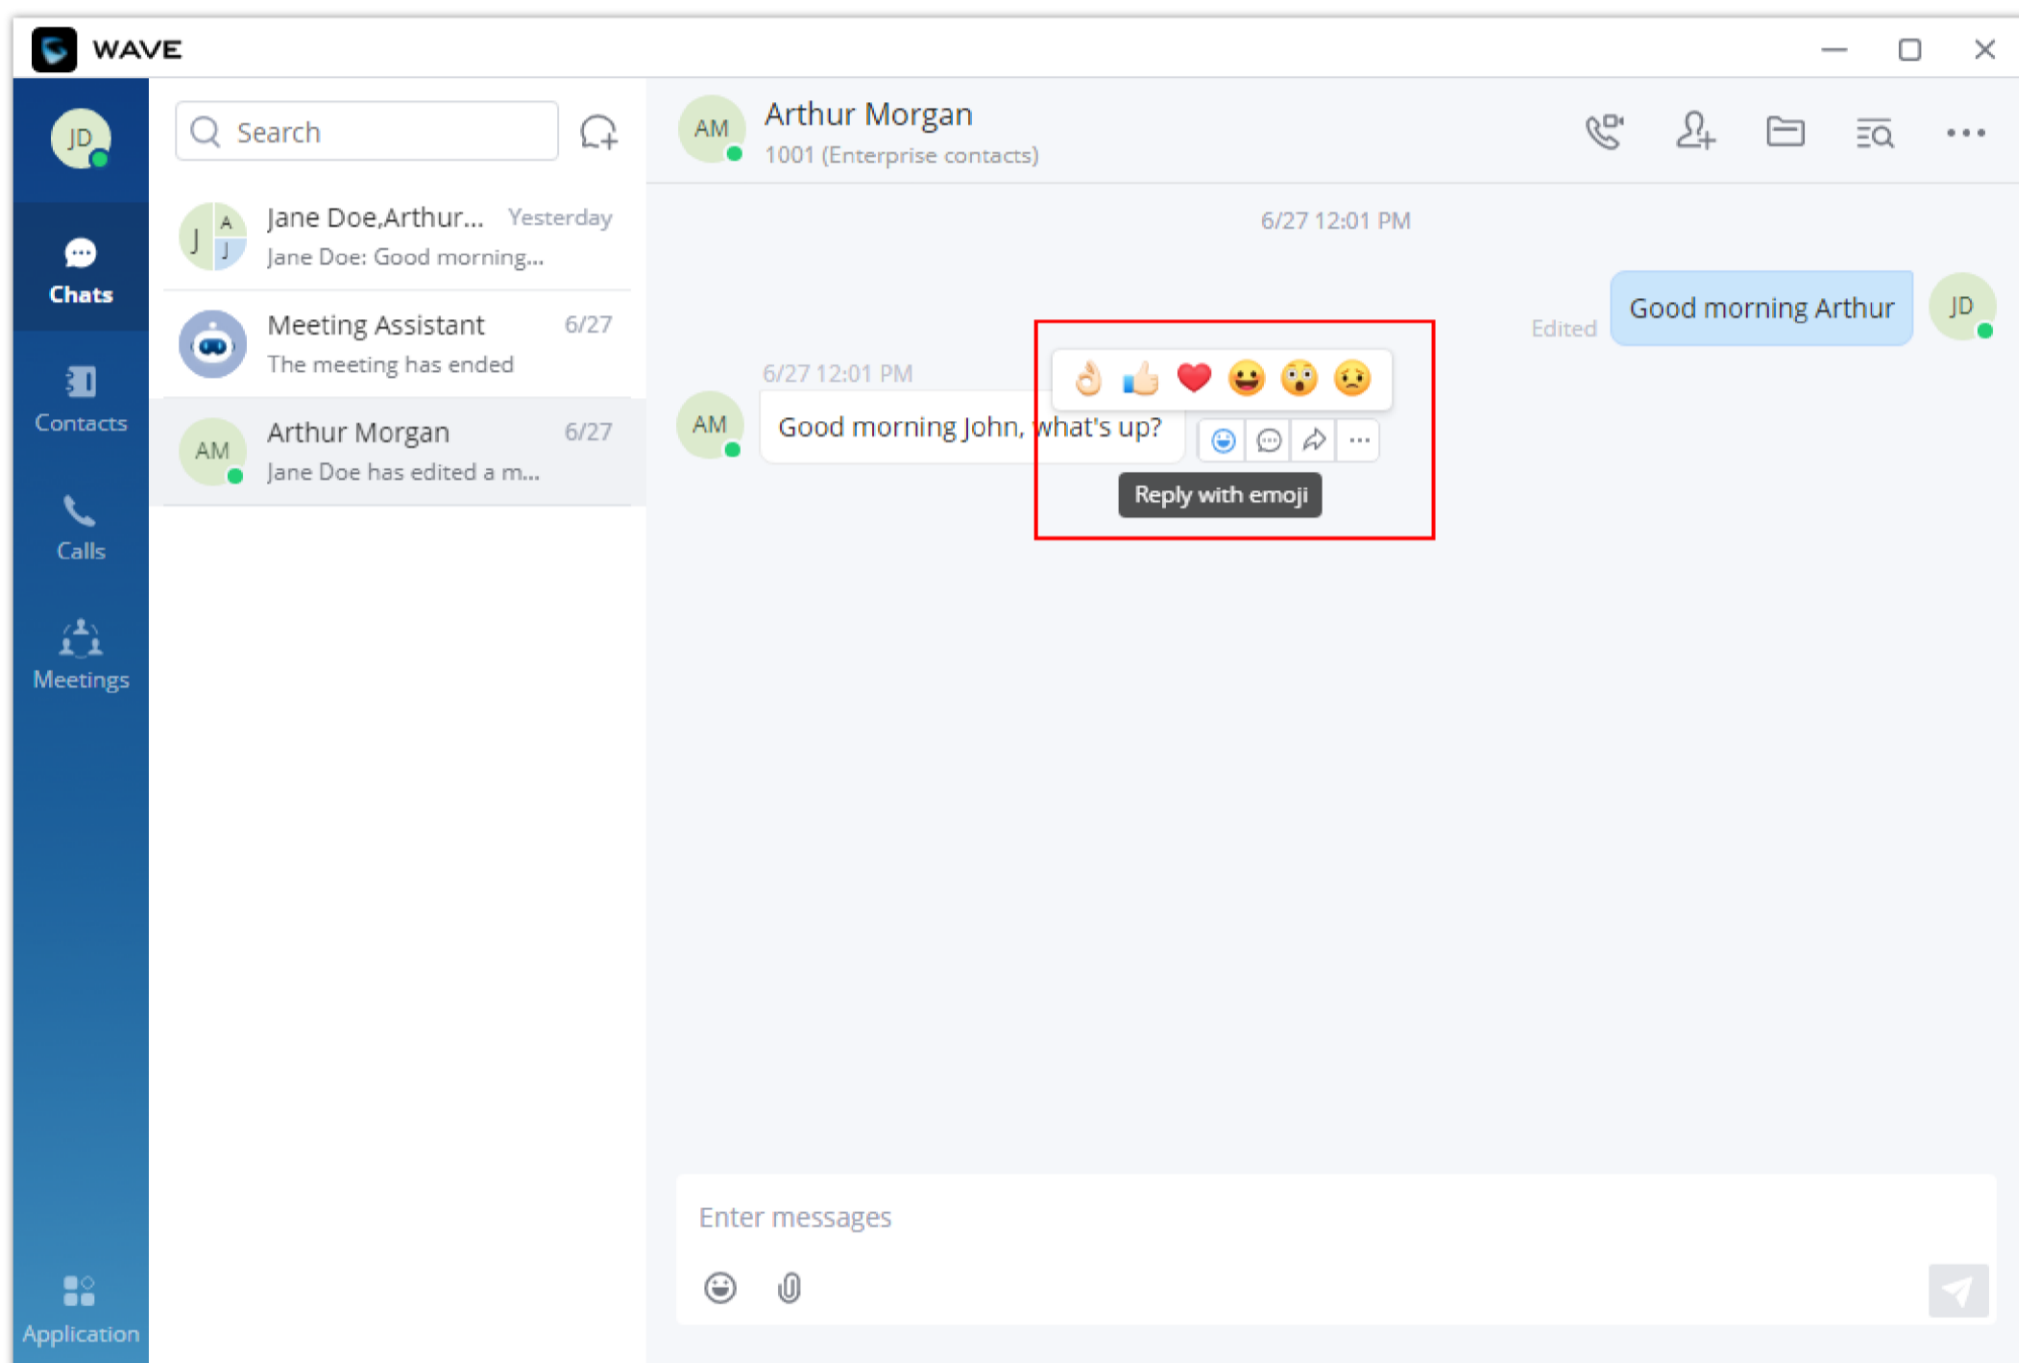 WAVE
JD
Chats
Contacts
Calls
Meetings
Application
Search
J A J
Jane Doe,Arthur... Yesterday
Jane Doe: Good morning...
Meeting Assistant 6/27
The meeting has ended
AM
Arthur Morgan 6/27
Jane Doe has edited a m...
AM
Arthur Morgan
1001 (Enterprise contacts)
6/27 12:01 PM
Edited Good morning Arthur JD
6/27 12:01 PM
AM Good morning John, what's up?
Reply with emoji
Enter messages